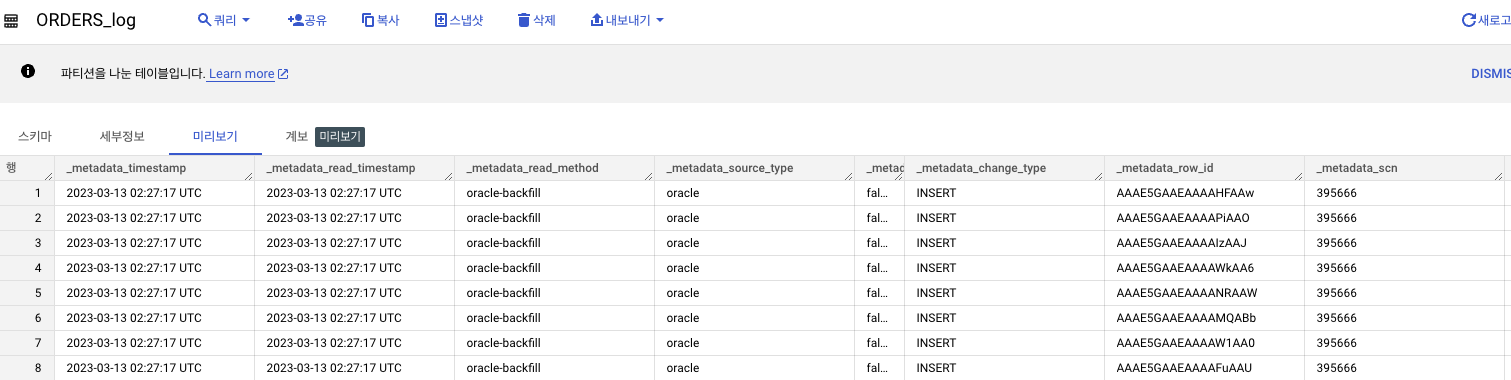 ORDERS_log 쿼리 공유 복사 스냅샷 삭제 내보내기 새로고
파티션을 나눈 테이블입니다. Learn more DISMIS
스키마 세부정보 미리보기 계보 미리보기
행 _metadata_timestamp _metadata_read_timestamp _metadata_read_method _metadata_source_type _metac _metadata_change_type _metadata_row_id _metadata_scn
1 2023-03-13 02:27:17 UTC 2023-03-13 02:27:17 UTC oracle-backfill oracle fal... INSERT AAAE5GAAEAAAAHFAAw 395666
2 2023-03-13 02:27:17 UTC 2023-03-13 02:27:17 UTC oracle-backfill oracle fal... INSERT AAAE5GAAEAAAAPiAAO 395666
3 2023-03-13 02:27:17 UTC 2023-03-13 02:27:17 UTC oracle-backfill oracle fal... INSERT AAAE5GAAEAAAAIzAAJ 395666
4 2023-03-13 02:27:17 UTC 2023-03-13 02:27:17 UTC oracle-backfill oracle fal... INSERT AAAE5GAAEAAAAWkAA6 395666
5 2023-03-13 02:27:17 UTC 2023-03-13 02:27:17 UTC oracle-backfill oracle fal... INSERT AAAE5GAAEAAAANRAAW 395666
6 2023-03-13 02:27:17 UTC 2023-03-13 02:27:17 UTC oracle-backfill oracle fal... INSERT AAAE5GAAEAAAAMQABb 395666
7 2023-03-13 02:27:17 UTC 2023-03-13 02:27:17 UTC oracle-backfill oracle fal... INSERT AAAE5GAAEAAAAW1AA0 395666
8 2023-03-13 02:27:17 UTC 2023-03-13 02:27:17 UTC oracle-backfill oracle fal... INSERT AAAE5GAAEAAAAFuAAU 395666